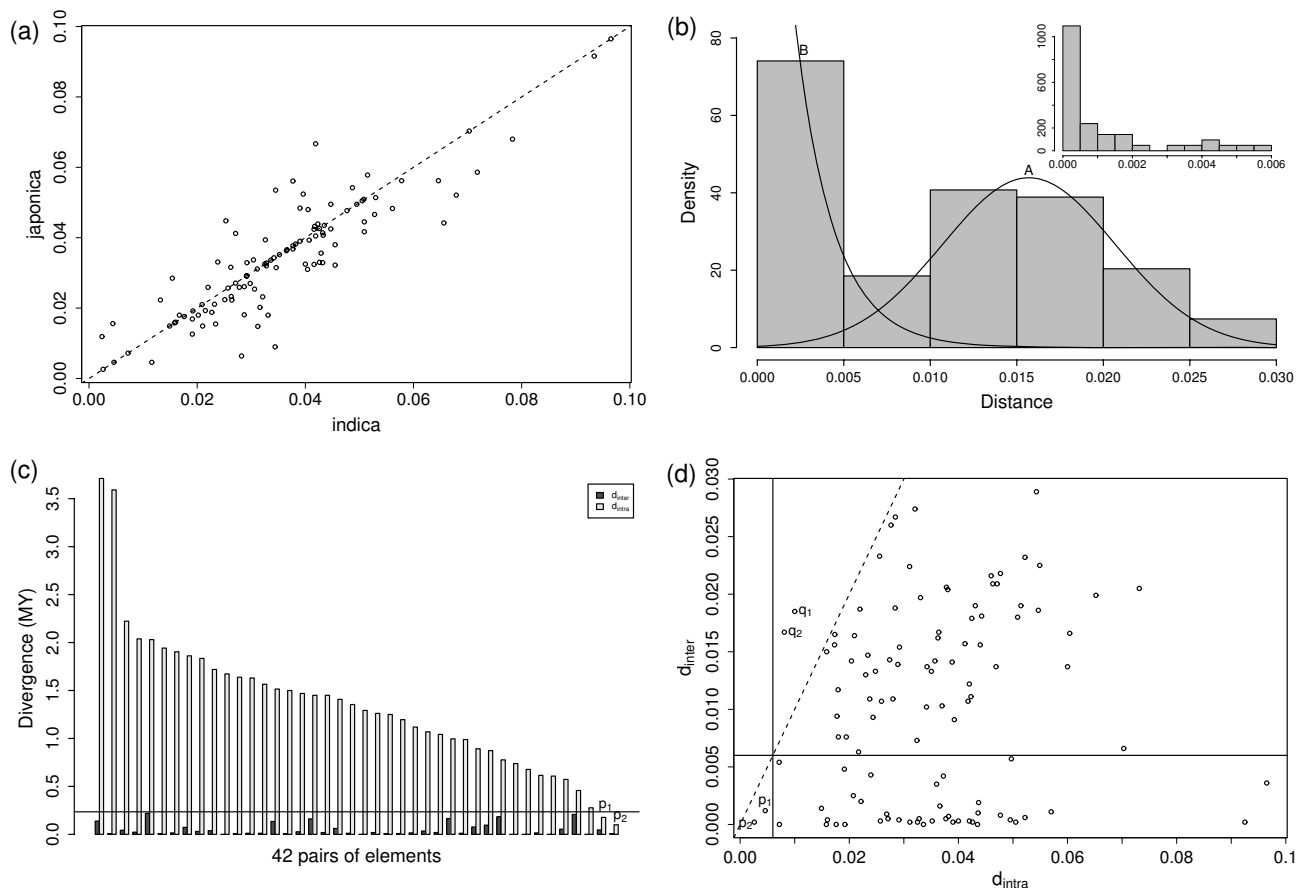 (a)
japonica
0.00 0.02 0.04 0.06 0.08 0.10
0.00 0.02 0.04 0.06 0.08 0.10
indica
(b)
Density
0 20 40 60 80
B
A
0.000 0.005 0.010 0.015 0.020 0.025 0.030
Distance
0 200 600 1000
0.000 0.002 0.004 0.006
(c)
Divergence (MY)
0.0 0.5 1.0 1.5 2.0 2.5 3.0 3.5
d inter
d intra
p1
p2
42 pairs of elements
(d)
d inter
0.000 0.005 0.010 0.015 0.020 0.025 0.030
q1
q2
p1
p2
0.00 0.02 0.04 0.06 0.08 0.10
d intra